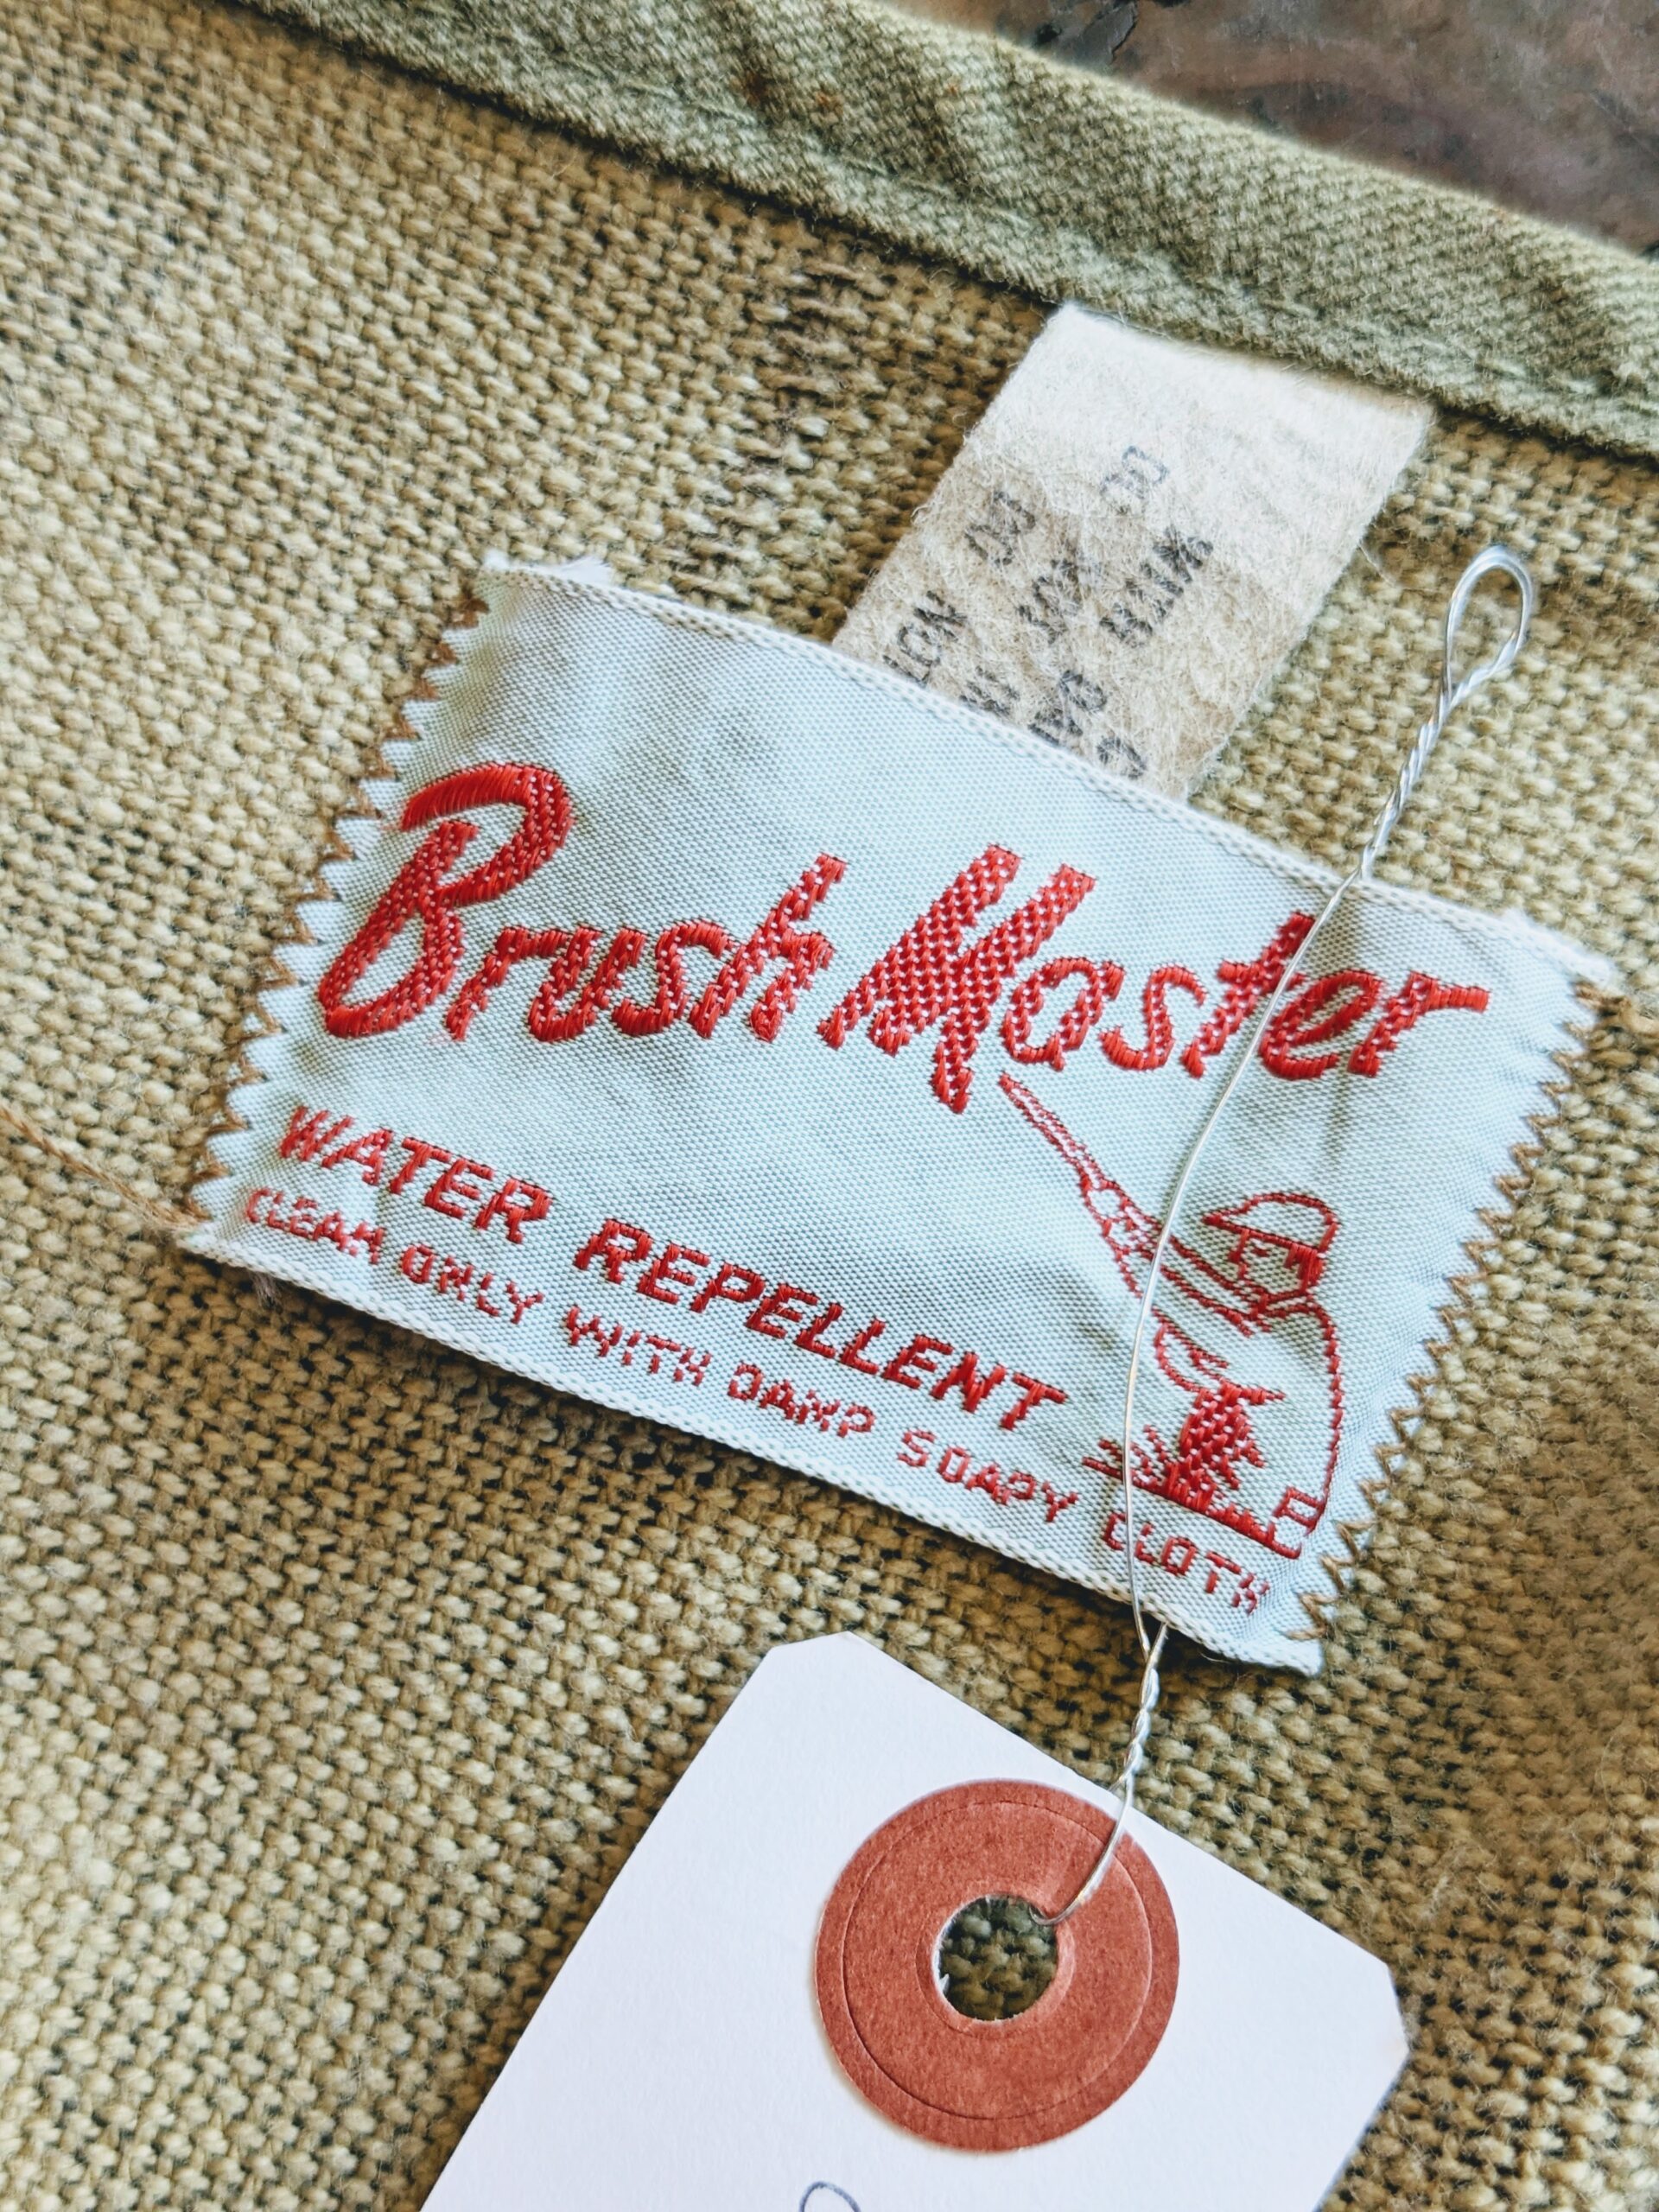 Brush Master
WATER REPELLENT
CLEAN ONLY WITH DAMP SOAPY CLOTH